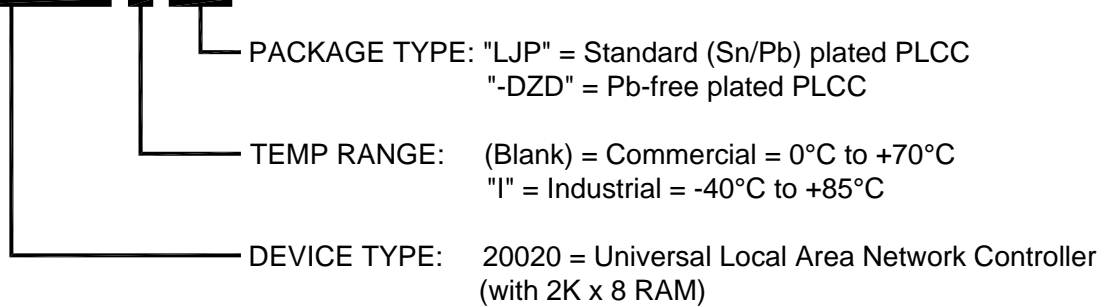 PACKAGE TYPE: "LJP" = Standard (Sn/Pb) plated PLCC
"-DZD" = Pb-free plated PLCC
TEMP RANGE: (Blank) = Commercial = 0°C to +70°C
"I" = Industrial = -40°C to +85°C
DEVICE TYPE: 20020 = Universal Local Area Network Controller
(with 2K x 8 RAM)